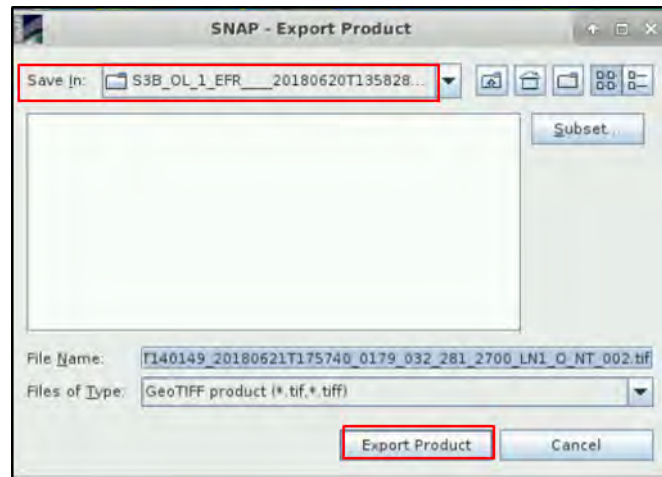 SNAP - Export Product
Save In: S3B_OL_1_EFR____20180620T135828...
Subset...
File Name: T140149_20180621T175740_0179_032_281_2700_LN1_O_NT_002.tif
Files of Type: GeoTIFF product (*.tif,*.tiff)
Export Product Cancel